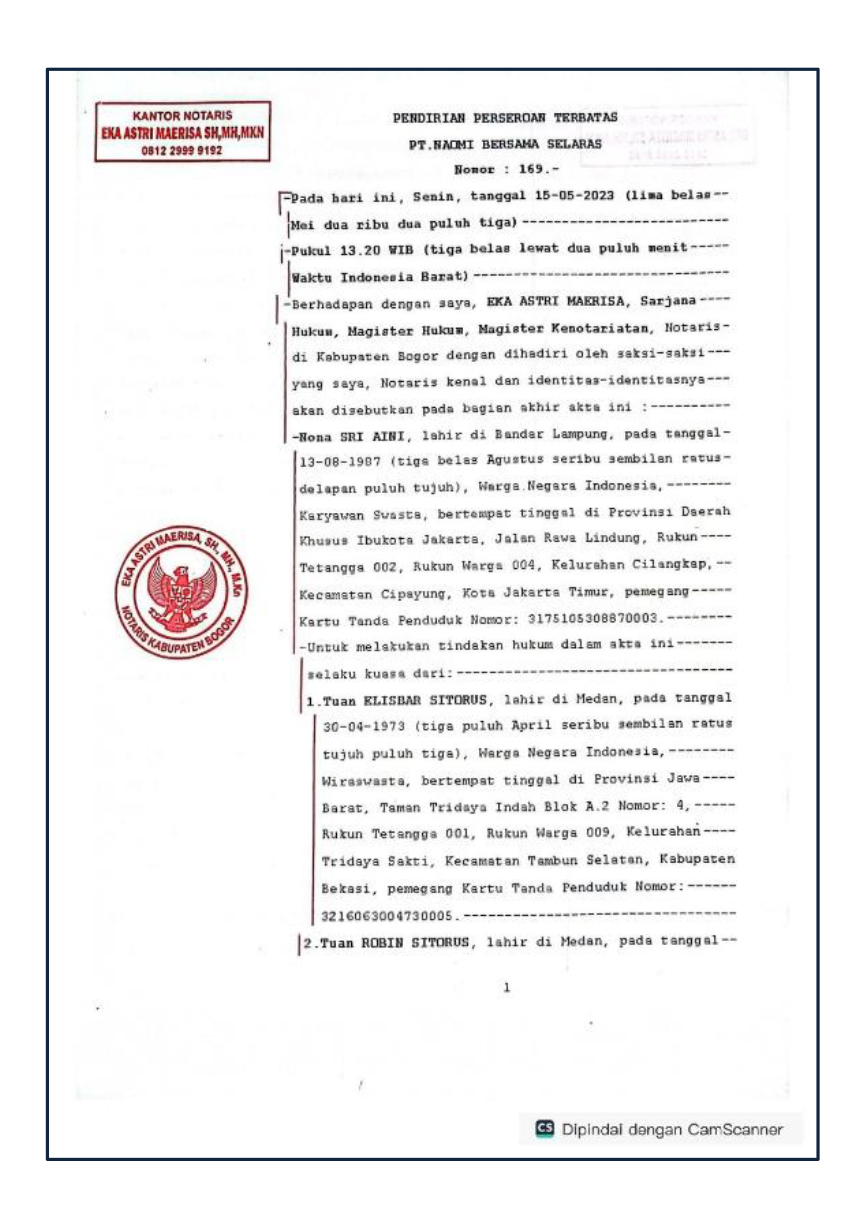 KANTOR NOTARIS
EKA ASTRI MAERISA SH,MH,MKN
0812 2999 9192
PENDIRIAN PERSEROAN TERBATAS
PT.NAOMI BERSAMA SELARAS
Nomor : 169.-
-Pada hari ini, Senin, tanggal 15-05-2023 (lima belas--
Mei dua ribu dua puluh tiga)--------------------------
-Pukul 13.20 WIB (tiga belas lewat dua puluh menit-----
Waktu Indonesia Barat)--------------------------------
-Berhadapan dengan saya, EKA ASTRI MAERISA, Sarjana----
Hukum, Magister Hukum, Magister Kenotariatan, Notaris-
di Kabupaten Bogor dengan dihadiri oleh saksi-saksi---
yang saya, Notaris kenal dan identitas-identitasnya---
akan disebutkan pada bagian akhir akta ini :----------
-Nona SRI AINI, lahir di Bandar Lampung, pada tanggal-
13-08-1987 (tiga belas Agustus seribu sembilan ratus-
delapan puluh tujuh), Warga Negara Indonesia,--------
Karyawan Swasta, bertempat tinggal di Provinsi Daerah
Khusus Ibukota Jakarta, Jalan Rawa Lindung, Rukun----
Tetangga 002, Rukun Warga 004, Kelurahan Cilangkap,--
Kecamatan Cipayung, Kota Jakarta Timur, pemegang-----
Kartu Tanda Penduduk Nomor: 3175105308870003.--------
-Untuk melakukan tindakan hukum dalam akta ini-------
selaku kuasa dari:----------------------------------
1.Tuan ELISBAR SITORUS, lahir di Medan, pada tanggal
30-04-1973 (tiga puluh April seribu sembilan ratus
tujuh puluh tiga), Warga Negara Indonesia,--------
Wiraswasta, bertempat tinggal di Provinsi Jawa----
Barat, Taman Tridaya Indah Blok A.2 Nomor: 4,-----
Rukun Tetangga 001, Rukun Warga 009, Kelurahan----
Tridaya Sakti, Kecamatan Tambun Selatan, Kabupaten
Bekasi, pemegang Kartu Tanda Penduduk Nomor:------
3216063004730005.---------------------------------
2.Tuan ROBIN SITORUS, lahir di Medan, pada tanggal--
EKA ASTRI MAERISA, SH, MH, M.Kn
NOTARIS KABUPATEN BOGOR
1
CS Dipindai dengan CamScanner